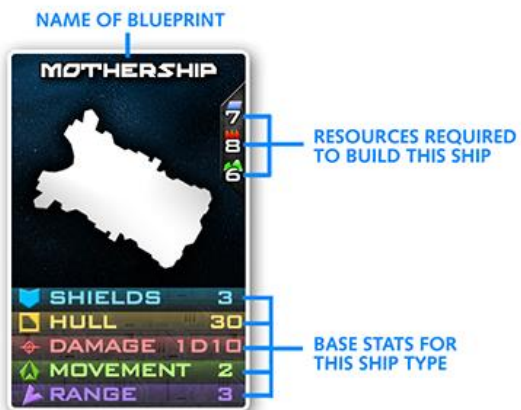 NAME OF BLUEPRINT
MOTHERSHIP
7
8
6
RESOURCES REQUIRED
TO BUILD THIS SHIP
SHIELDS 3
HULL 30
DAMAGE 1D10
MOVEMENT 2
RANGE 3
BASE STATS FOR
THIS SHIP TYPE